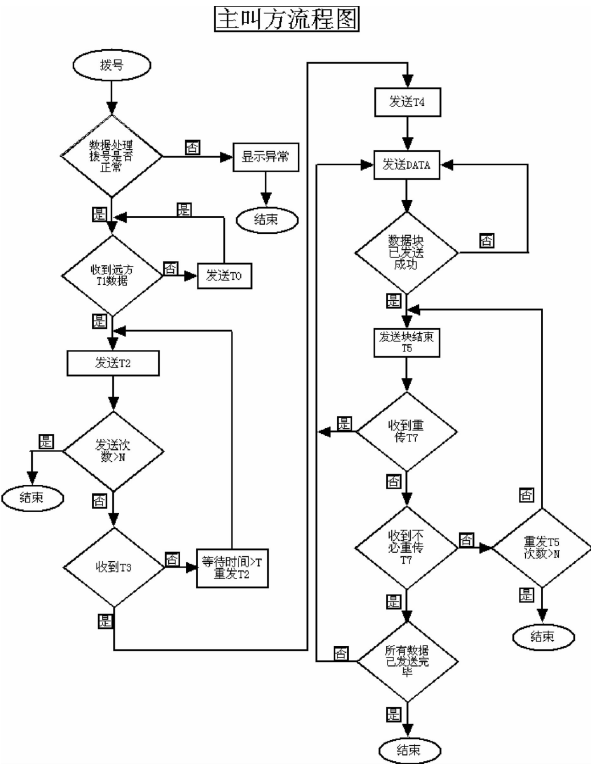 主叫方流程图
拨号
数据处理
拨号是否
正常
否
显示异常
结束
是
是
收到远方
T1数据
否
发送T0
是
发送T2
发送次
数>N
是
结束
否
收到T3
否
等待时间>T
重发T2
是
发送T4
发送DATA
数据块
已发送
成功
否
是
发送块结束
T5
收到重
传T7
是
否
收到不
必重传
T7
否
重发T5
次数>N
否
是
结束
是
所有数据
己发送完
毕
否
是
结束